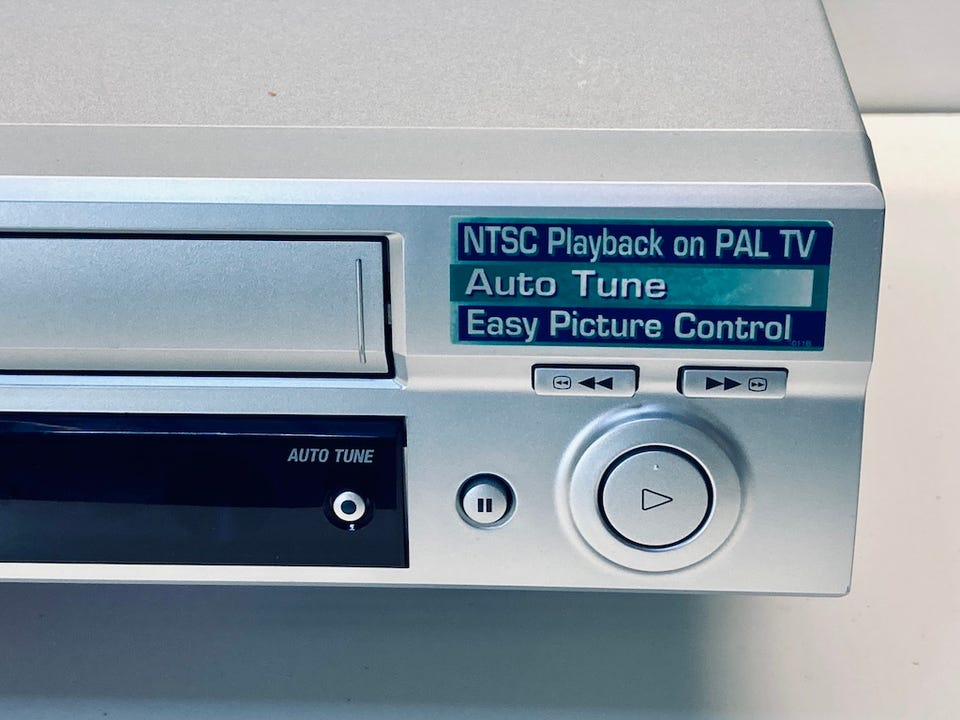 NTSC Playback on PAL TV
Auto Tune
Easy Picture Control
AUTO TUNE